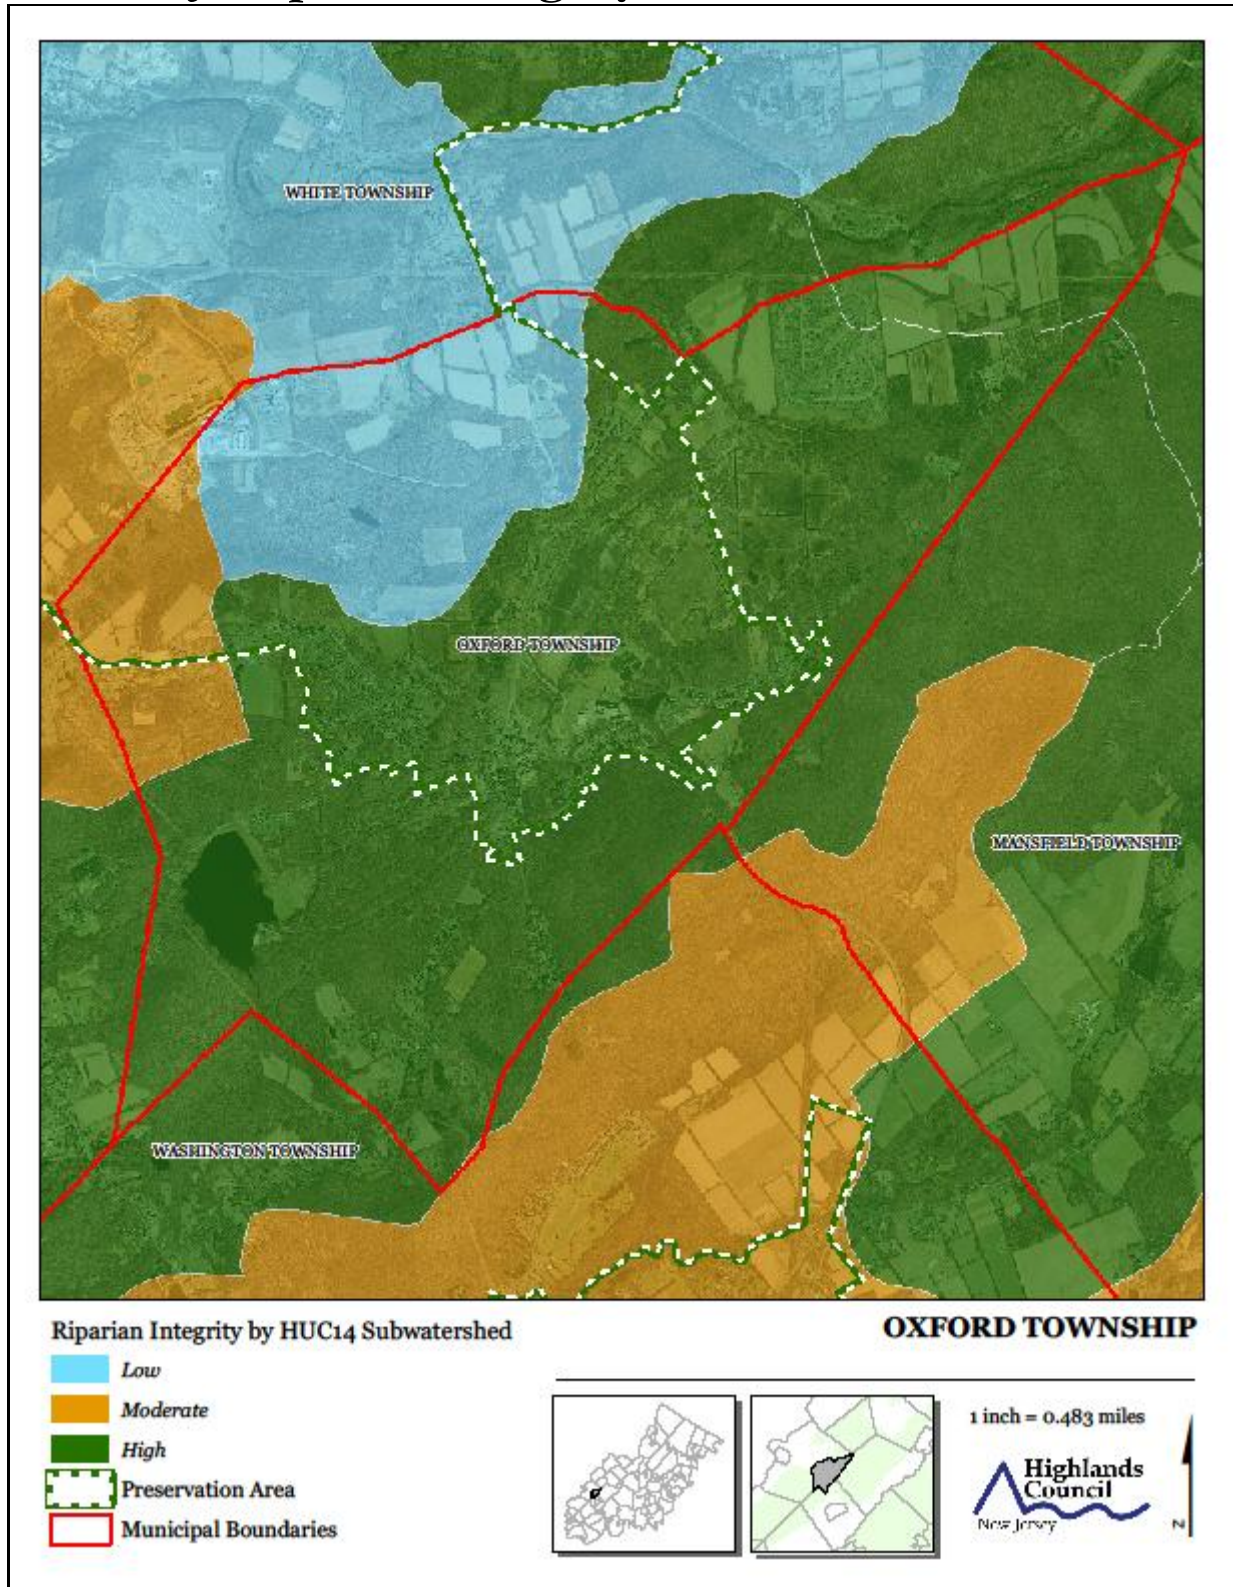 WHITE TOWNSHIP
OXFORD TOWNSHIP
MANSFIELD TOWNSHIP
WASHINGTON TOWNSHIP
Riparian Integrity by HUC14 Subwatershed
OXFORD TOWNSHIP
Low
Moderate
High
Preservation Area
Municipal Boundaries
1 inch = 0.483 miles
Highlands
Council
New Jersey
N